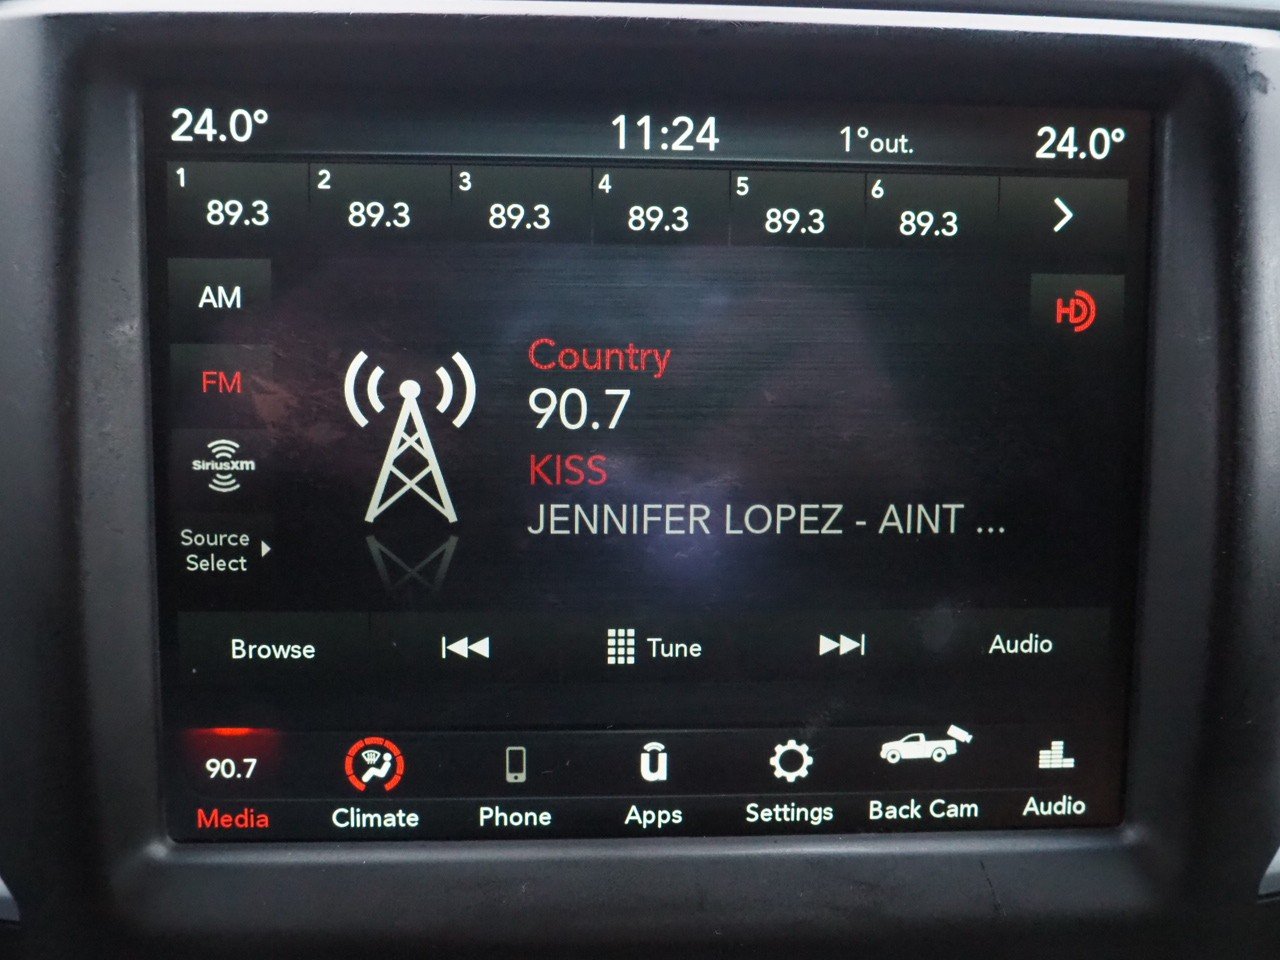 24.0° 11:24 1°out. 24.0°
1 2 3 4 5 6
89.3 89.3 89.3 89.3 89.3 89.3
AM
HD
FM
SiriusXM
Source
Select
Country
90.7
KISS
JENNIFER LOPEZ - AINT ...
Browse Tune Audio
90.7 u
Media Climate Phone Apps Settings Back Cam Audio